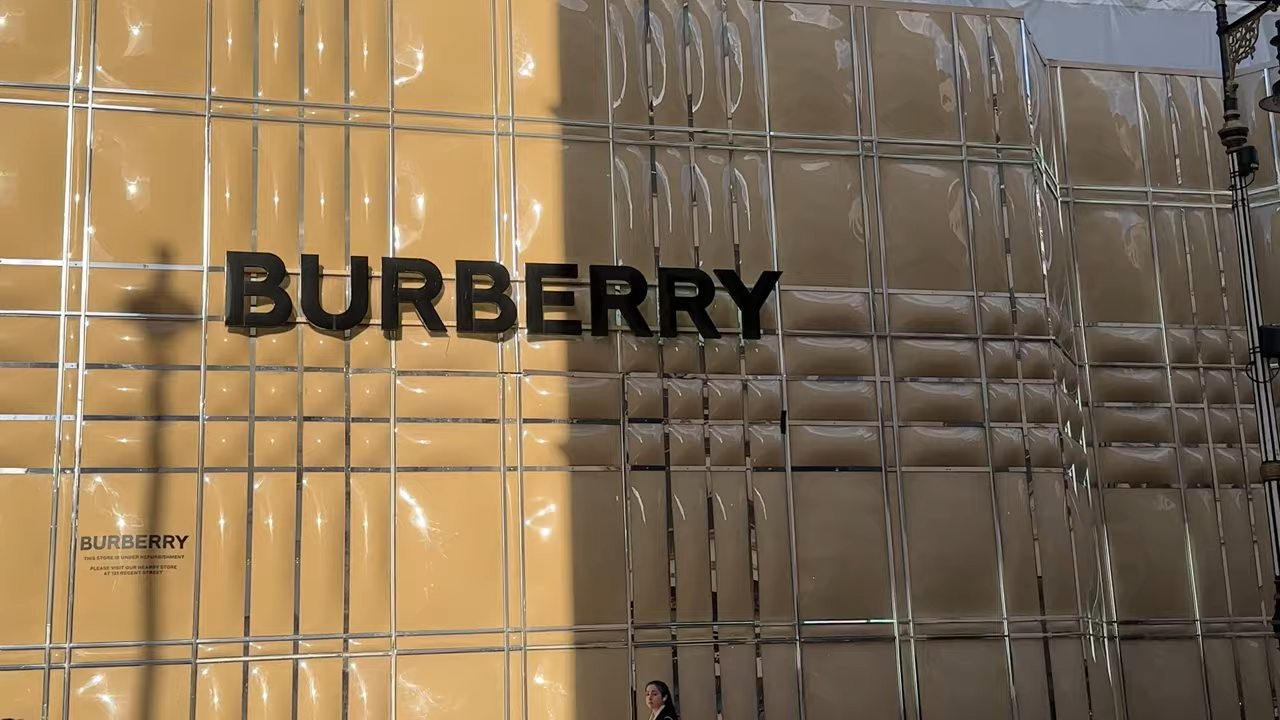 BURBERRY
BURBERRY
THIS STORE IS UNDER REFURBISHMENT
PLEASE VISIT OUR NEARBY STORE
AT 121 REGENT STREET